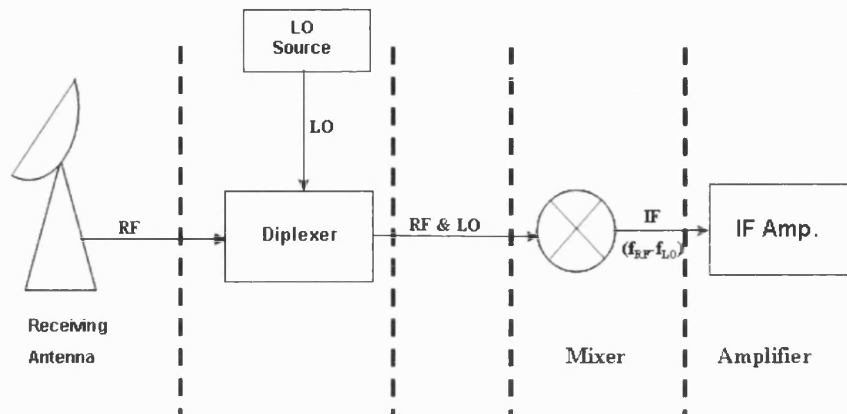 LO
Source
LO
RF
Diplexer
RF & LO
IF
(f_RF-f_LO)
IF Amp.
Receiving
Antenna
Mixer
Amplifier